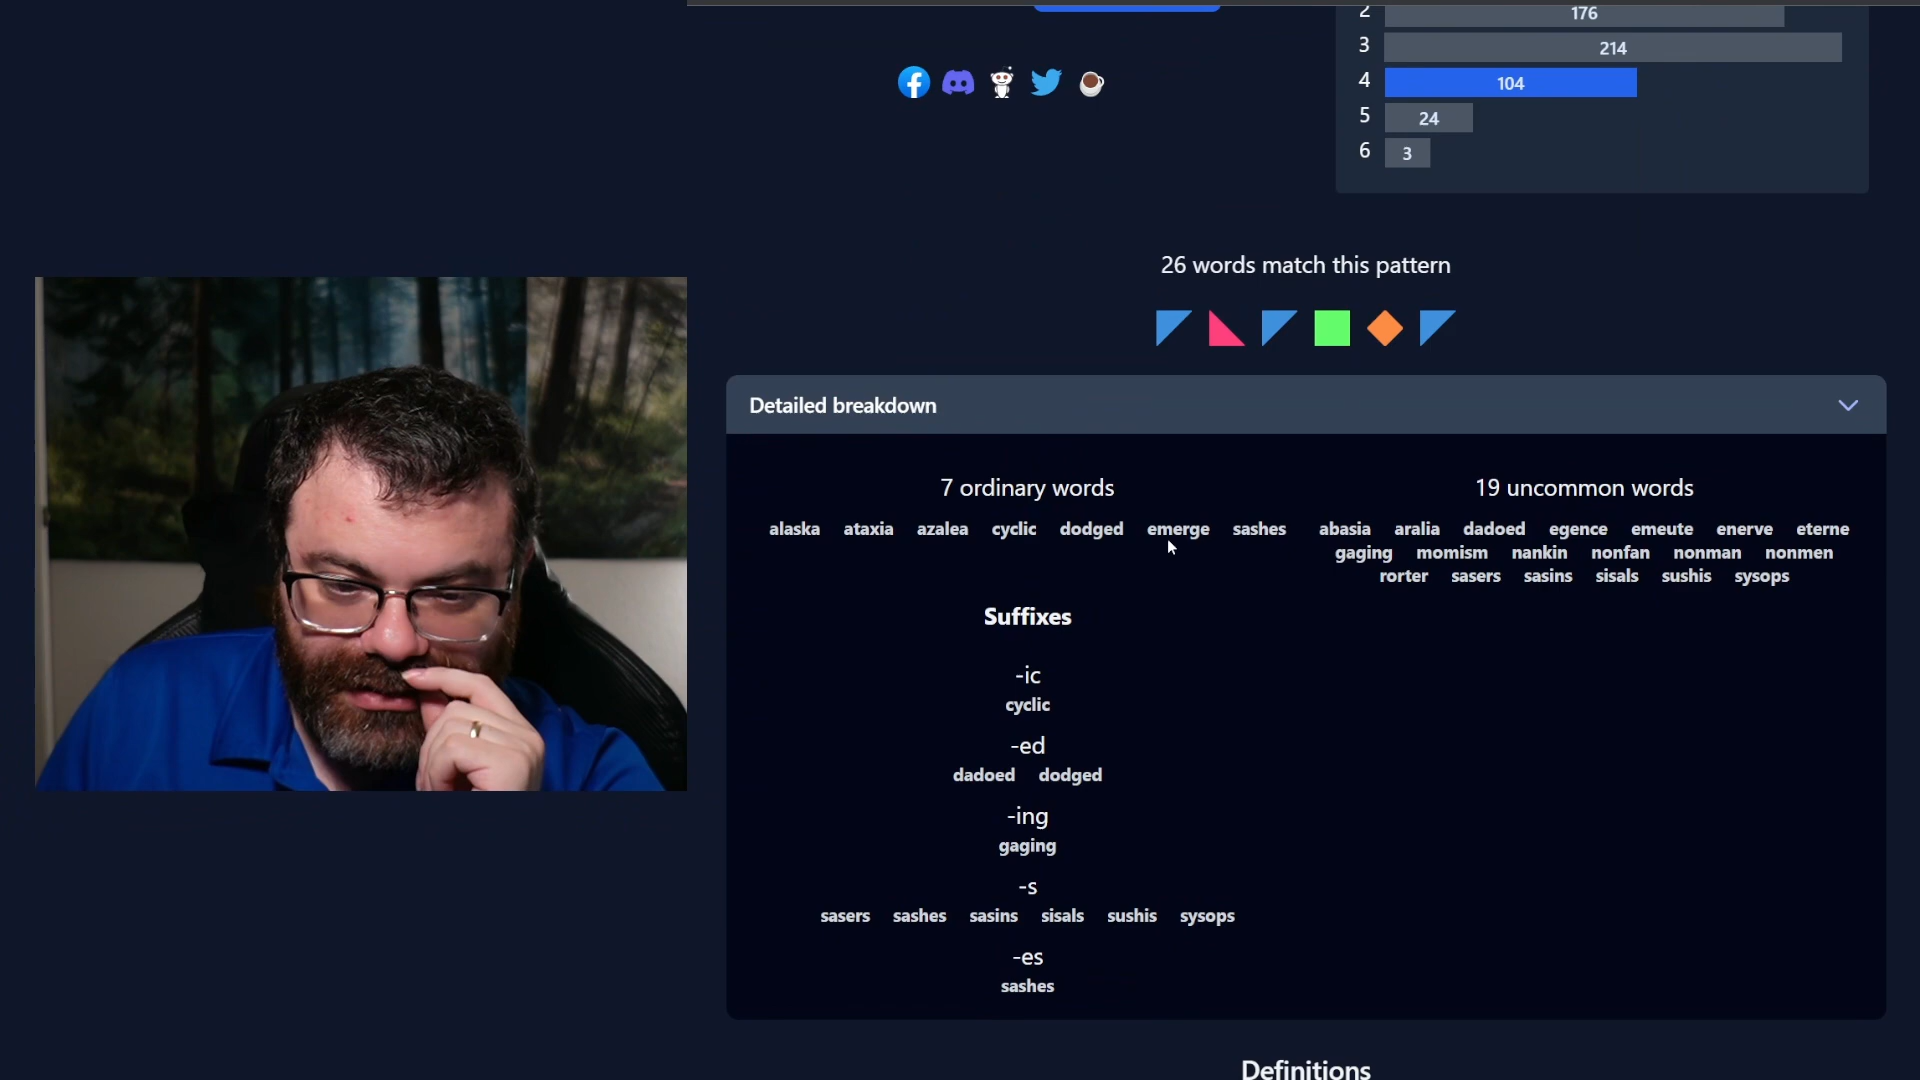 2 176
3 214
4 104
5 24
6 3
26 words match this pattern
Detailed breakdown
7 ordinary words
alaska ataxia azalea cyclic dodged emerge sashes
19 uncommon words
abasia aralia dadoed egence emeute enerve eterne
gaging momism nankin nonfan nonman nonmen
rorter sasers sasins sisals sushis sysops
Suffixes
-ic
cyclic
-ed
dadoed dodged
-ing
gaging
-s
sasers sashes sasins sisals sushis sysops
-es
sashes
Definitions